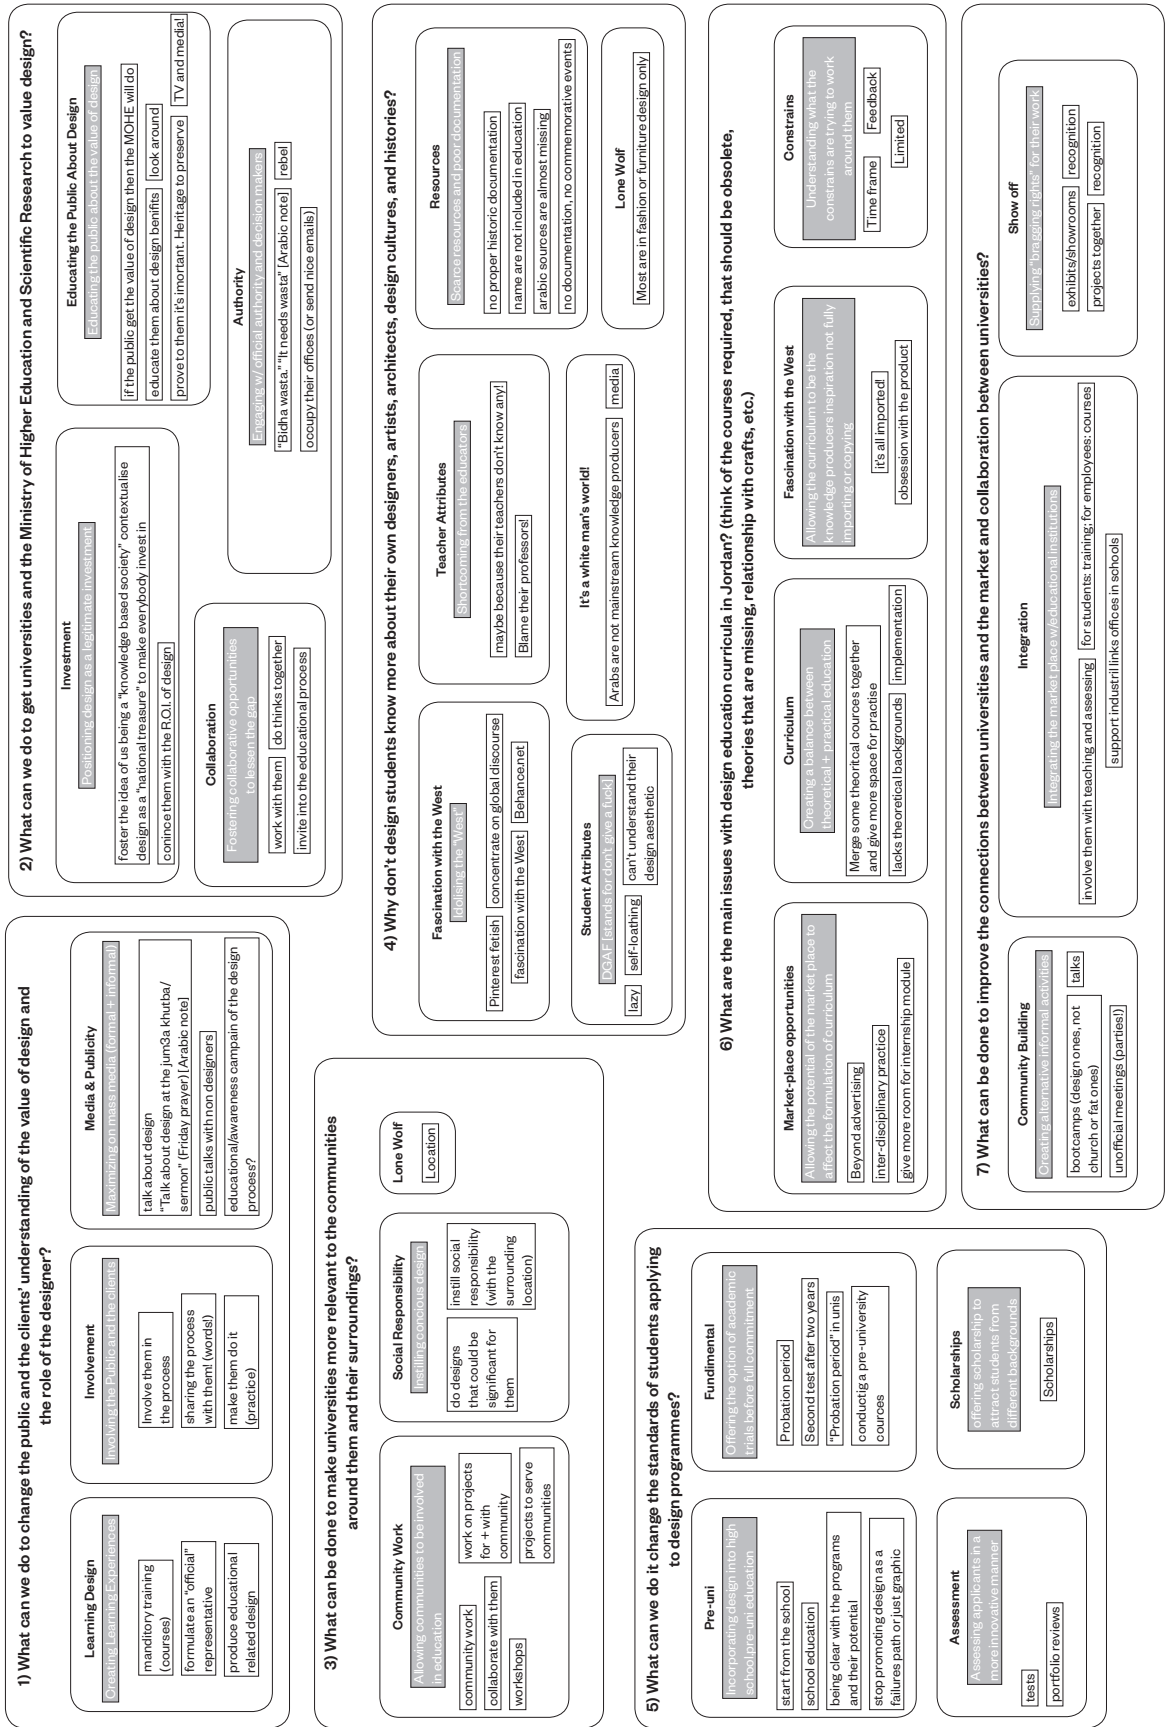 1) What can we do to change the public and the clients' understanding of the value of design and
the role of the designer?
Learning Design
Creating Learning Experiences
manditory training
(courses)
formulate an "official"
representative
produce educational
related design
Involvement
Involving the Public and the clients
Involve them in
the process
sharing the process
with them! (words!)
make them do it
(practice)
Media & Publicity
Maximizing on mass media (formal + informal)
talk about design
"Talk about design at the jum3a khutba/
sermon" (Friday prayer) [Arabic note]
public talks with non designers
educational/awareness campain of the design
process?
2) What can we do to get universities and the Ministry of Higher Education and Scientific Research to value design?
Investment
Positioning design as a legitimate investment
foster the idea of us being a "knowledge based society" contextualise
design as a "national treasure" to make everybody invest in
conince them with the R.O.I. of design
Educating the Public About Design
Educating the public about the value of design
if the public get the value of design then the MOHE will do
educate them about design benifits
look around
prove to them it's imortant. Heritage to preserve
TV and media!
Collaboration
Fostering collaborative opportunities
to lessen the gap
work with them
do thinks together
invite into the educational process
Authority
Engaging w/ official authority and decision makers
"Bidha wasta." "It needs wasta" [Arabic note]
rebel
occupy their offices (or send nice emails)
3) What can be done to make universities more relevant to the communities
around them and their surroundings?
Community Work
Allowing communities to be involved
in education
community work
collaborate with them
workshops
work on projects
for + with
community
projects to serve
communities
Social Responsibility
Instilling concious design
do designs
that could be
significant for
them
instill social
responsibility
(with the
surrounding
location)
Lone Wolf
Location
4) Why don't design students know more about their own designers, artists, architects, design cultures, and histories?
Fascination with the West
Idolising the "West"
Pinterest fetish
concentrate on global discourse
fascination with the West
Behance.net
Teacher Attributes
Shortcoming from the educators
maybe because their teachers don't know any!
Blame their professors!
Resources
Scarce resources and poor documentation
no proper historic documentation
name are not included in education
arabic sources are almost missing
no documentation, no commemorative events
Student Attributes
DGAF [stands for don't give a fuck]
lazy
self-loathing
can't understand their
design aesthetic
It's a white man's world!
Arabs are not mainstream knowledge producers
media
Lone Wolf
Most are in fashion or furniture design only
5) What can we do it change the standards of students applying
to design programmes?
Pre-uni
Incorporating design into high
school,pre-uni education
start from the school
school education
being clear with the programs
and their potential
stop promoting design as a
failures path or just graphic
Fundimental
Offering the option of academic
trials before full commitment
Probation period
Second test after two years
"Probation period" in unis
conductig a pre-university
cources
Assessment
Assessing applicants in a
more innovative manner
tests
portfolio reviews
Scholarships
offering scholarship to
attract students from
different backgrounds
Scholarships
6) What are the main issues with design education curricula in Jordan? (think of the courses required, that should be obsolete,
theories that are missing, relationship with crafts, etc.)
Market-place opportunities
Allowing the potential of the market place to
affect the formulation of curriculum
Beyond advertising
inter-disciplinary practice
give more room for internship module
Curriculum
Creating a balance between
theoretical + practical education
Merge some theoritcal cources together
and give more space for practise
lacks theoretical backgrounds
implementation
Fascination with the West
Allowing the curriculum to be the
knowledge producers inspiration not fully
importing or copying
it's all imported!
obsession with the product
Constrains
Understanding what the
constrains are trying to work
around them
Time frame
Feedback
Limited
7) What can be done to improve the connections between universities and the market and collaboration between universities?
Community Building
Creating alternative informal activities
bootcamps (design ones, not
church or fat ones)
talks
unofficial meetings (parties!)
Integration
Integrating the market place w/educational institutions
involve them with teaching and assessing
for students: training; for employees: courses
support industril links offices in schools
Show off
Supplying "bragging rights" for their work
exhibits/showrooms
recognition
projects together
recognition